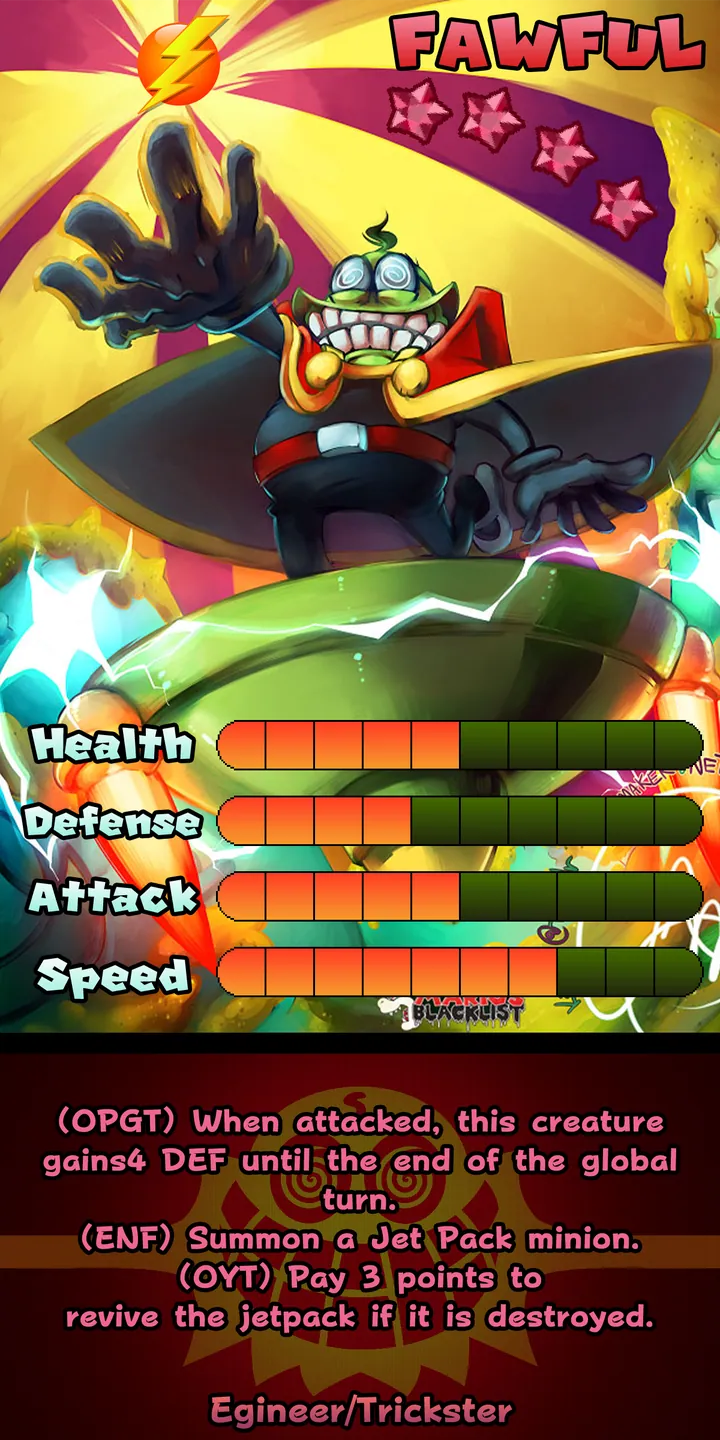 FAWFUL
Health
Defense
Attack
Speed
BLACKLIST
(OPGT) When attacked, this creature
gains4 DEF until the end of the global
turn.
(ENF) Summon a Jet Pack minion.
(OYT) Pay 3 points to
revive the jetpack if it is destroyed.
Egineer/Trickster